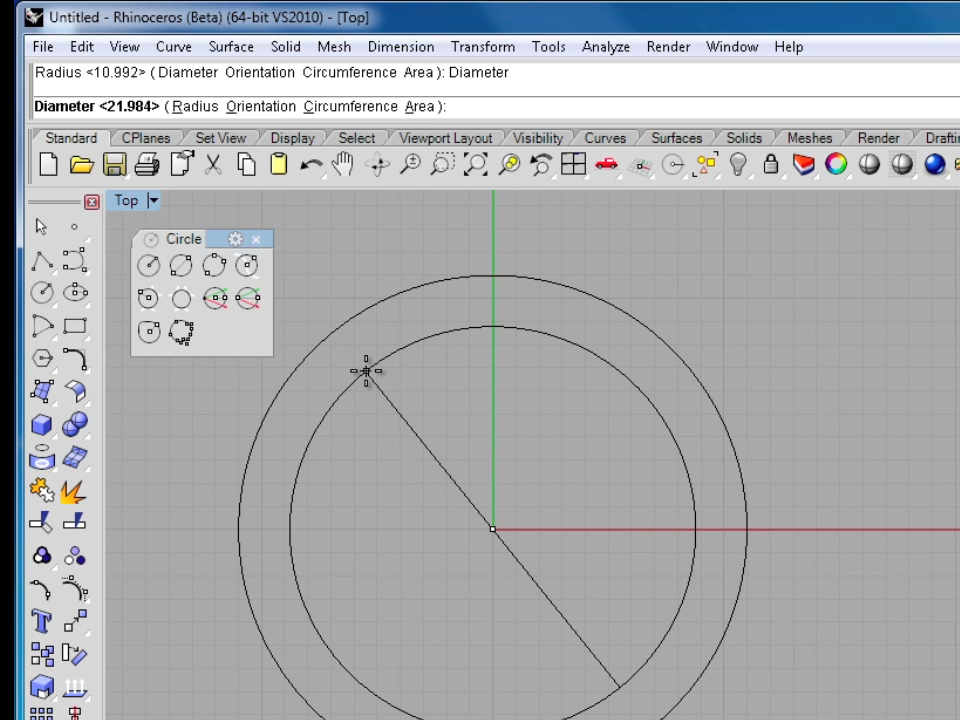 Untitled - Rhinoceros (Beta) (64-bit VS2010) - [Top]
File Edit View Curve Surface Solid Mesh Dimension Transform Tools Analyze Render Window Help
Radius <10.992> ( Diameter Orientation Circumference Area ): Diameter
Diameter <21.984> ( Radius Orientation Circumference Area ):
Standard CPlanes Set View Display Select Viewport Layout Visibility Curves Surfaces Solids Meshes Render Drafti
Top
Circle